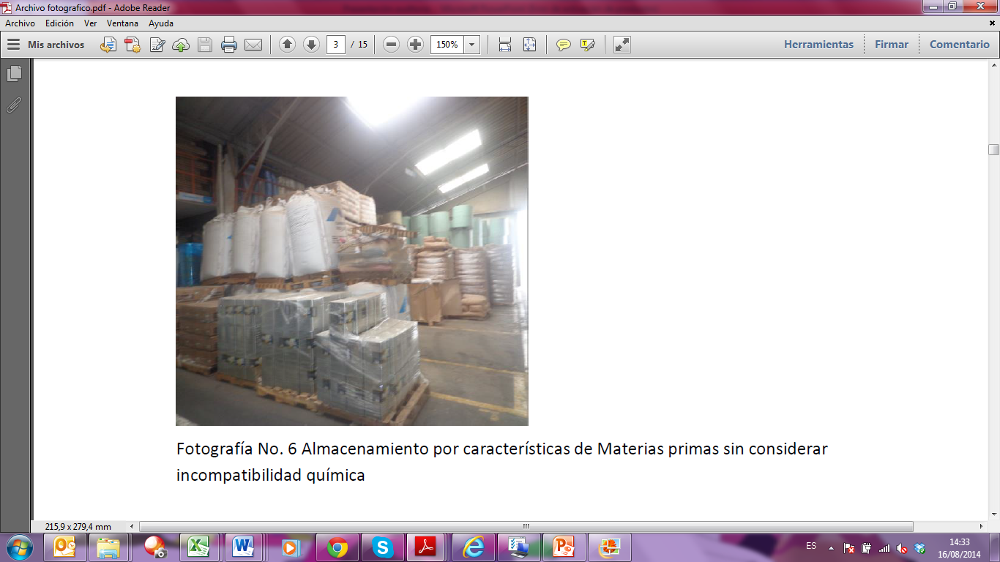 Archivo fotografico.pdf - Adobe Reader
Archivo Edición Ver Ventana Ayuda
Mis archivos 3 / 15 150% Herramientas Firmar Comentario
Fotografía No. 6 Almacenamiento por características de Materias primas sin considerar
incompatibilidad química
215,9 x 279,4 mm
ES 14:33
16/08/2014